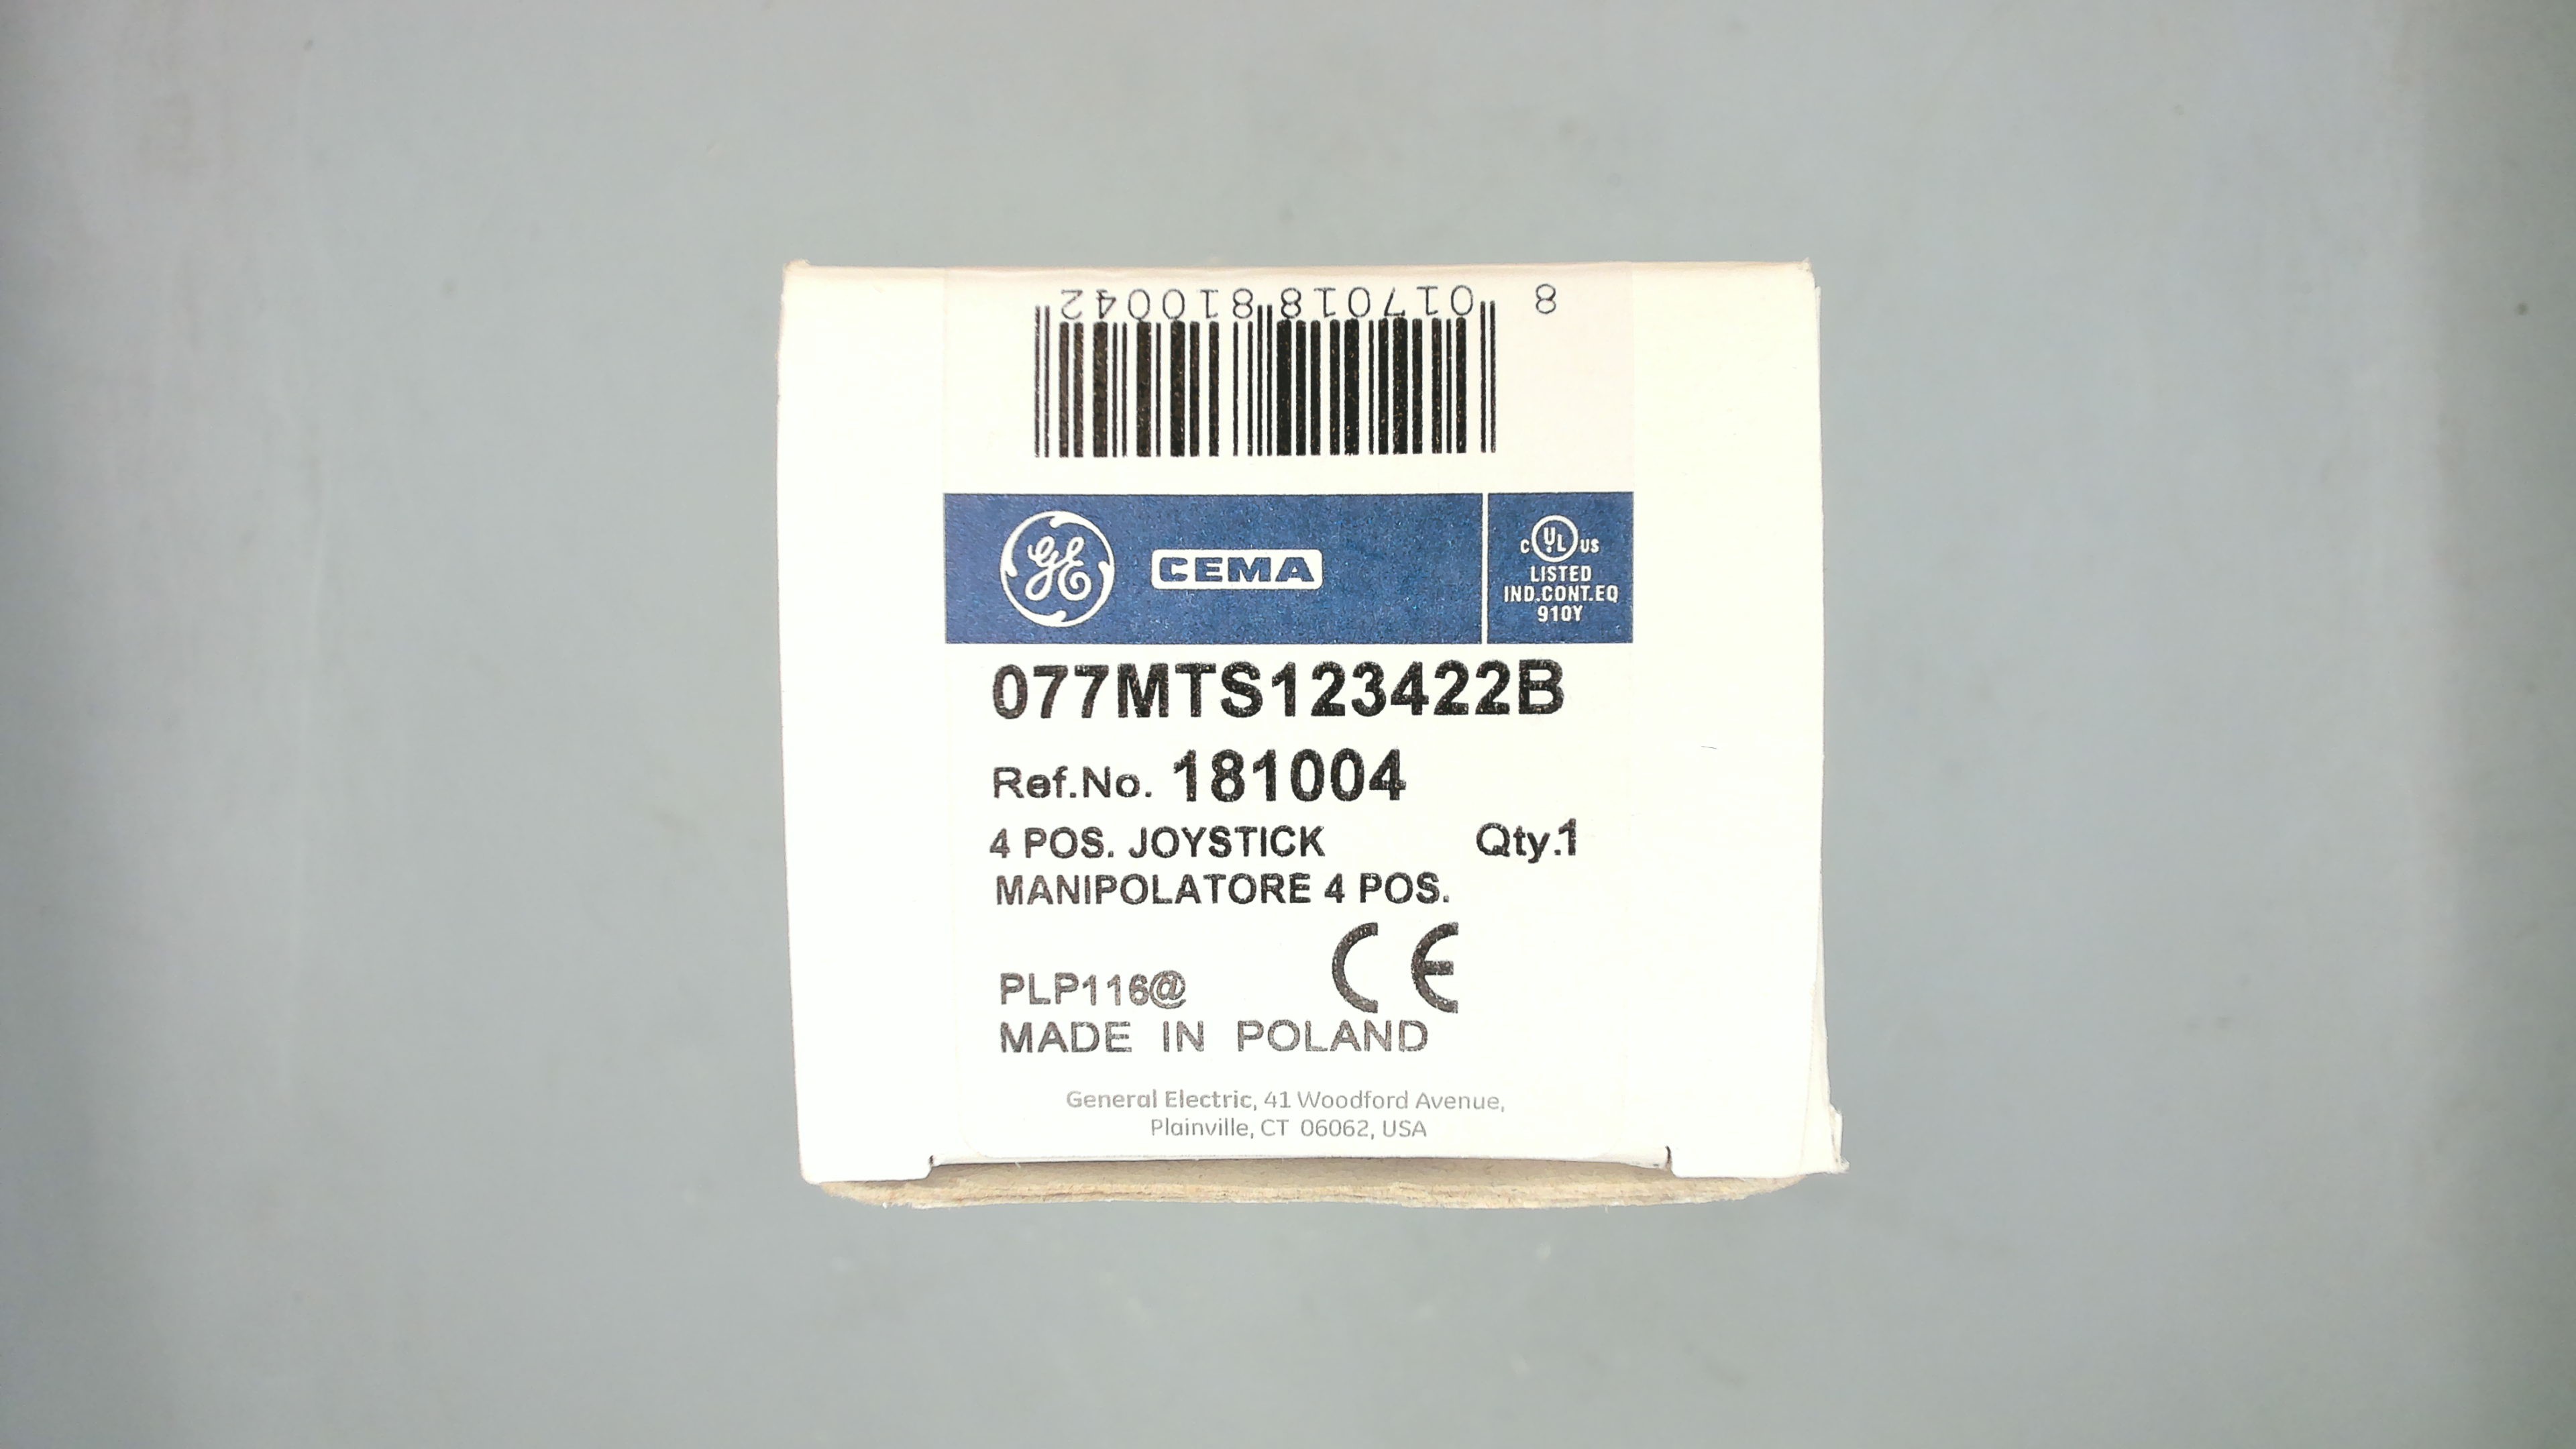 8 017018 810042
GE CEMA
C UL US
LISTED
IND.CONT.EQ
910Y
077MTS123422B
Ref.No. 181004
4 POS. JOYSTICK Qty.1
MANIPOLATORE 4 POS.
PLP116@ CE
MADE IN POLAND
General Electric, 41 Woodford Avenue,
Plainville, CT 06062, USA